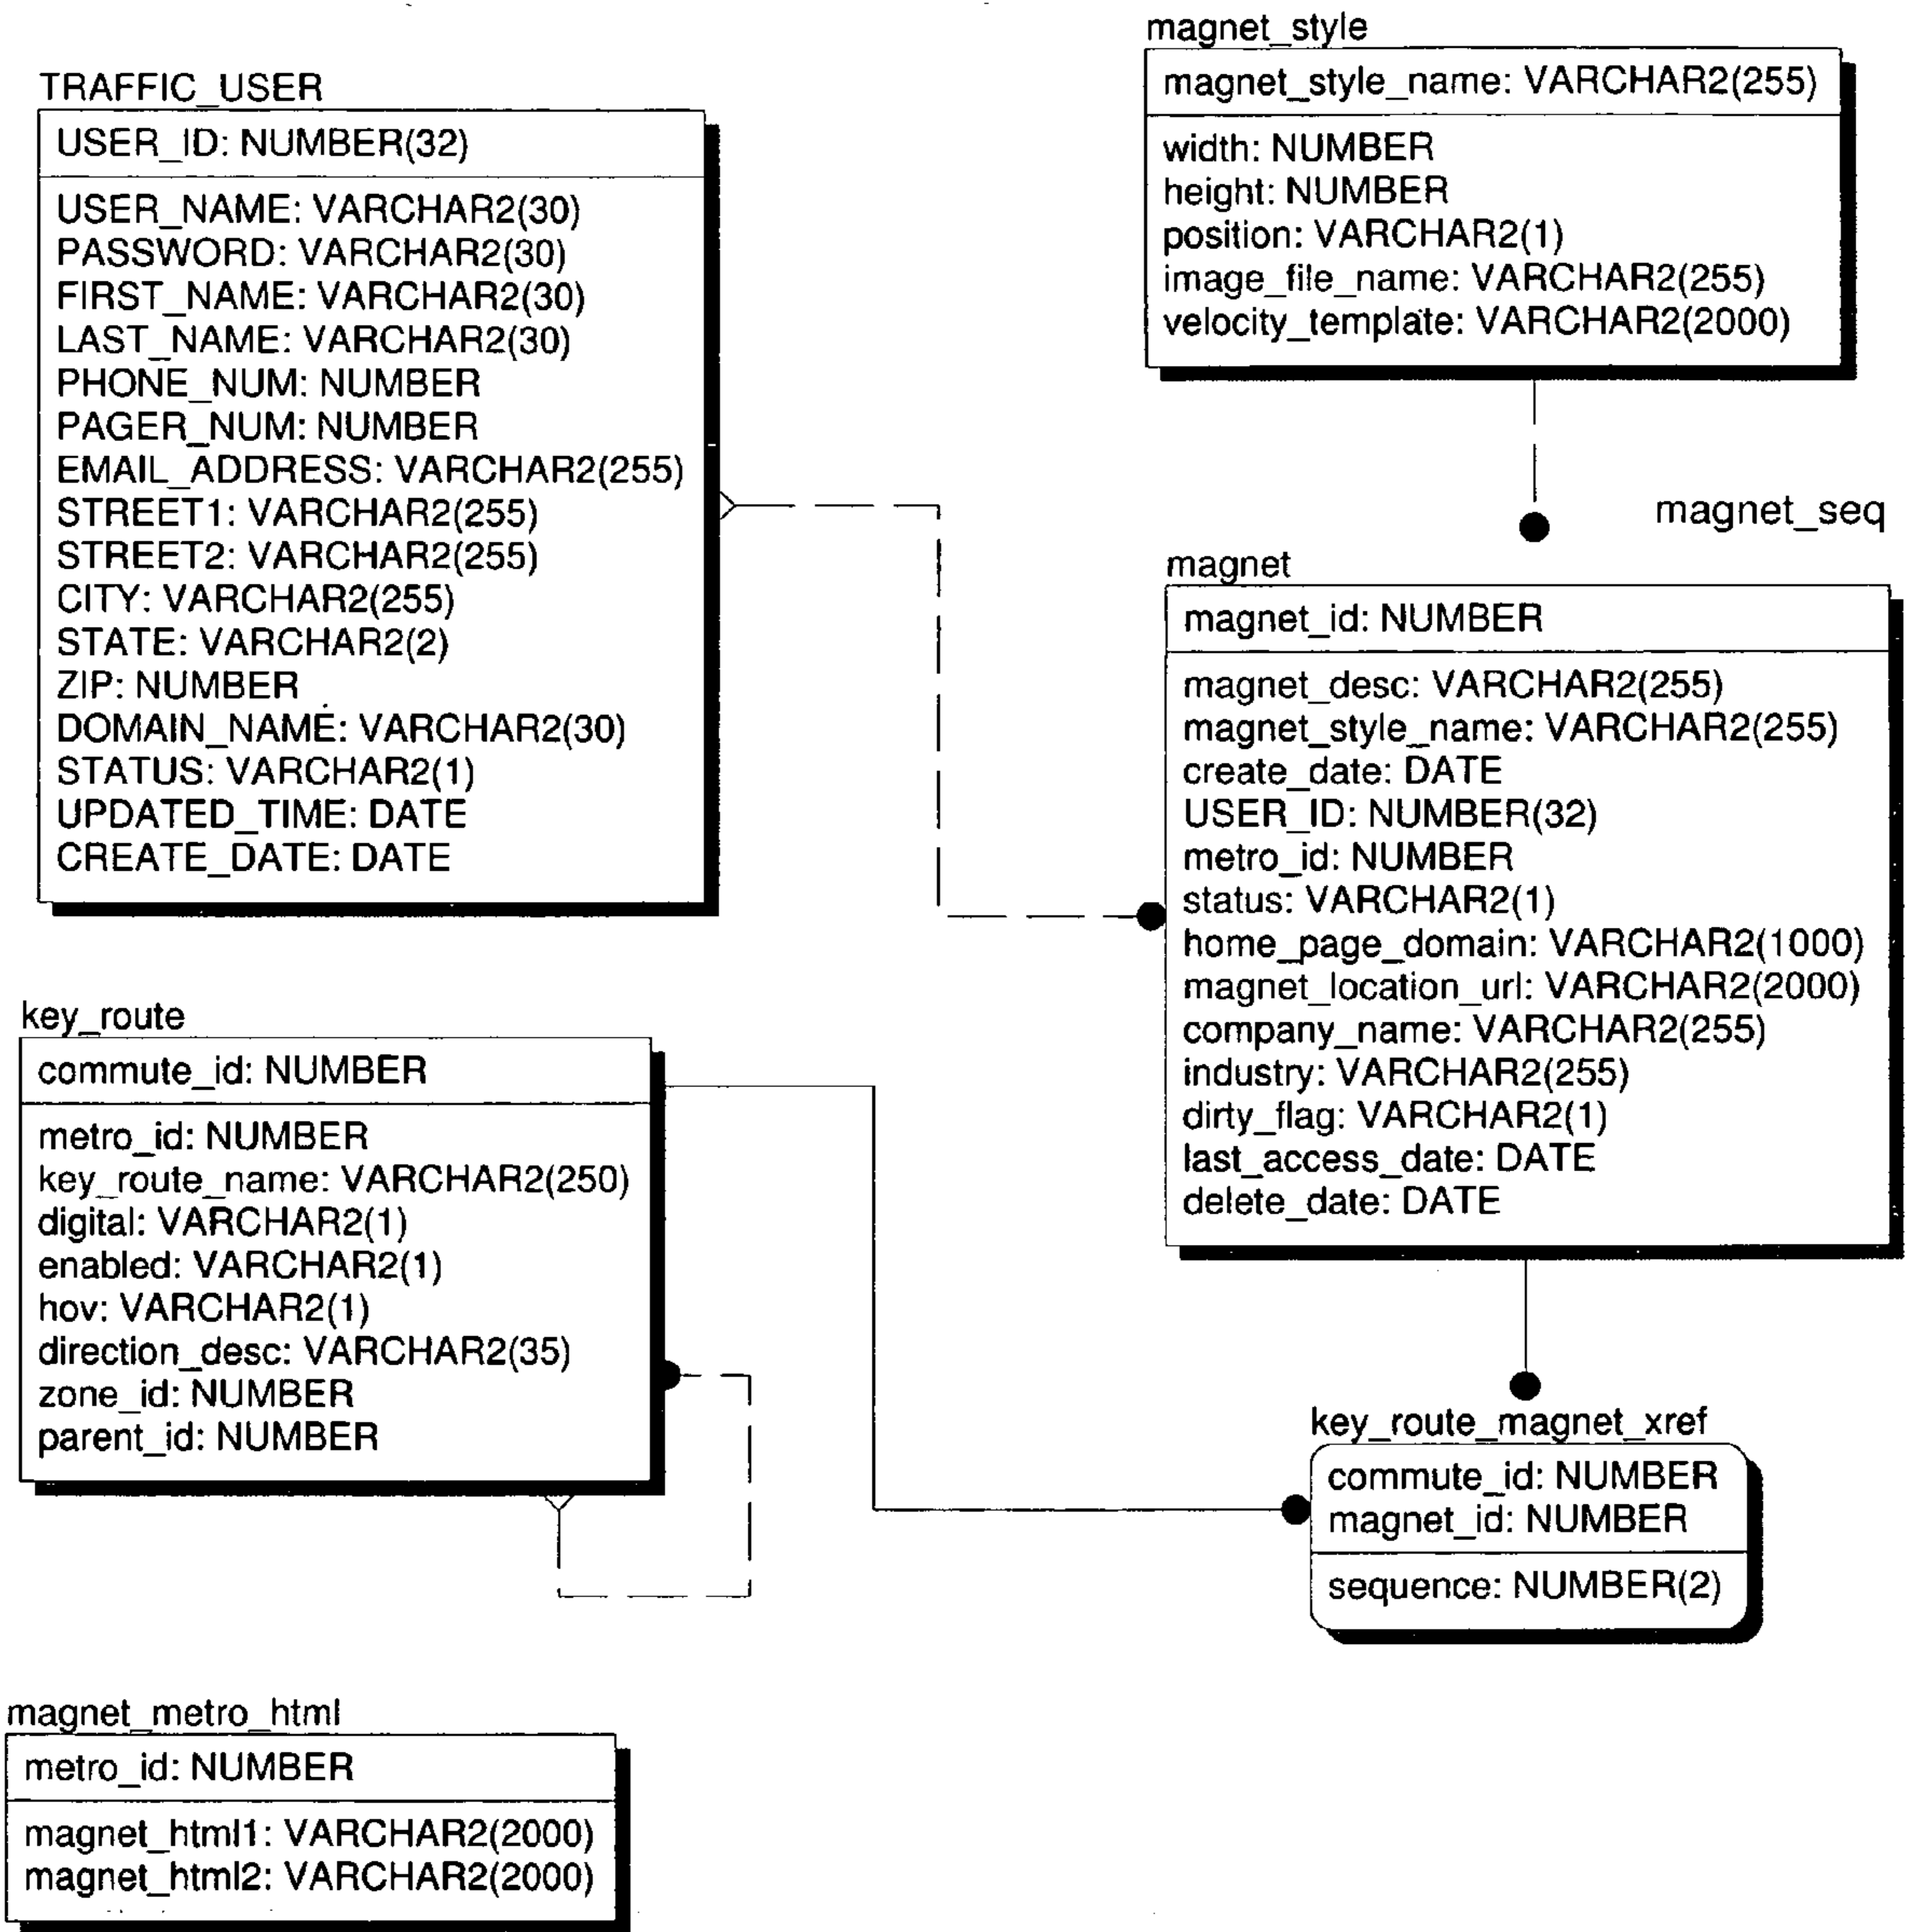 TRAFFIC_USER
USER_ID: NUMBER(32)
USER_NAME: VARCHAR2(30)
PASSWORD: VARCHAR2(30)
FIRST_NAME: VARCHAR2(30)
LAST_NAME: VARCHAR2(30)
PHONE_NUM: NUMBER
PAGER_NUM: NUMBER
EMAIL_ADDRESS: VARCHAR2(255)
STREET1: VARCHAR2(255)
STREET2: VARCHAR2(255)
CITY: VARCHAR2(255)
STATE: VARCHAR2(2)
ZIP: NUMBER
DOMAIN_NAME: VARCHAR2(30)
STATUS: VARCHAR2(1)
UPDATED_TIME: DATE
CREATE_DATE: DATE
magnet_style
magnet_style_name: VARCHAR2(255)
width: NUMBER
height: NUMBER
position: VARCHAR2(1)
image_file_name: VARCHAR2(255)
velocity_template: VARCHAR2(2000)
magnet_seq
magnet
magnet_id: NUMBER
magnet_desc: VARCHAR2(255)
magnet_style_name: VARCHAR2(255)
create_date: DATE
USER_ID: NUMBER(32)
metro_id: NUMBER
status: VARCHAR2(1)
home_page_domain: VARCHAR2(1000)
magnet_location_url: VARCHAR2(2000)
company_name: VARCHAR2(255)
industry: VARCHAR2(255)
dirty_flag: VARCHAR2(1)
last_access_date: DATE
delete_date: DATE
key_route
commute_id: NUMBER
metro_id: NUMBER
key_route_name: VARCHAR2(250)
digital: VARCHAR2(1)
enabled: VARCHAR2(1)
hov: VARCHAR2(1)
direction_desc: VARCHAR2(35)
zone_id: NUMBER
parent_id: NUMBER
key_route_magnet_xref
commute_id: NUMBER
magnet_id: NUMBER
sequence: NUMBER(2)
magnet_metro_html
metro_id: NUMBER
magnet_html1: VARCHAR2(2000)
magnet_html2: VARCHAR2(2000)